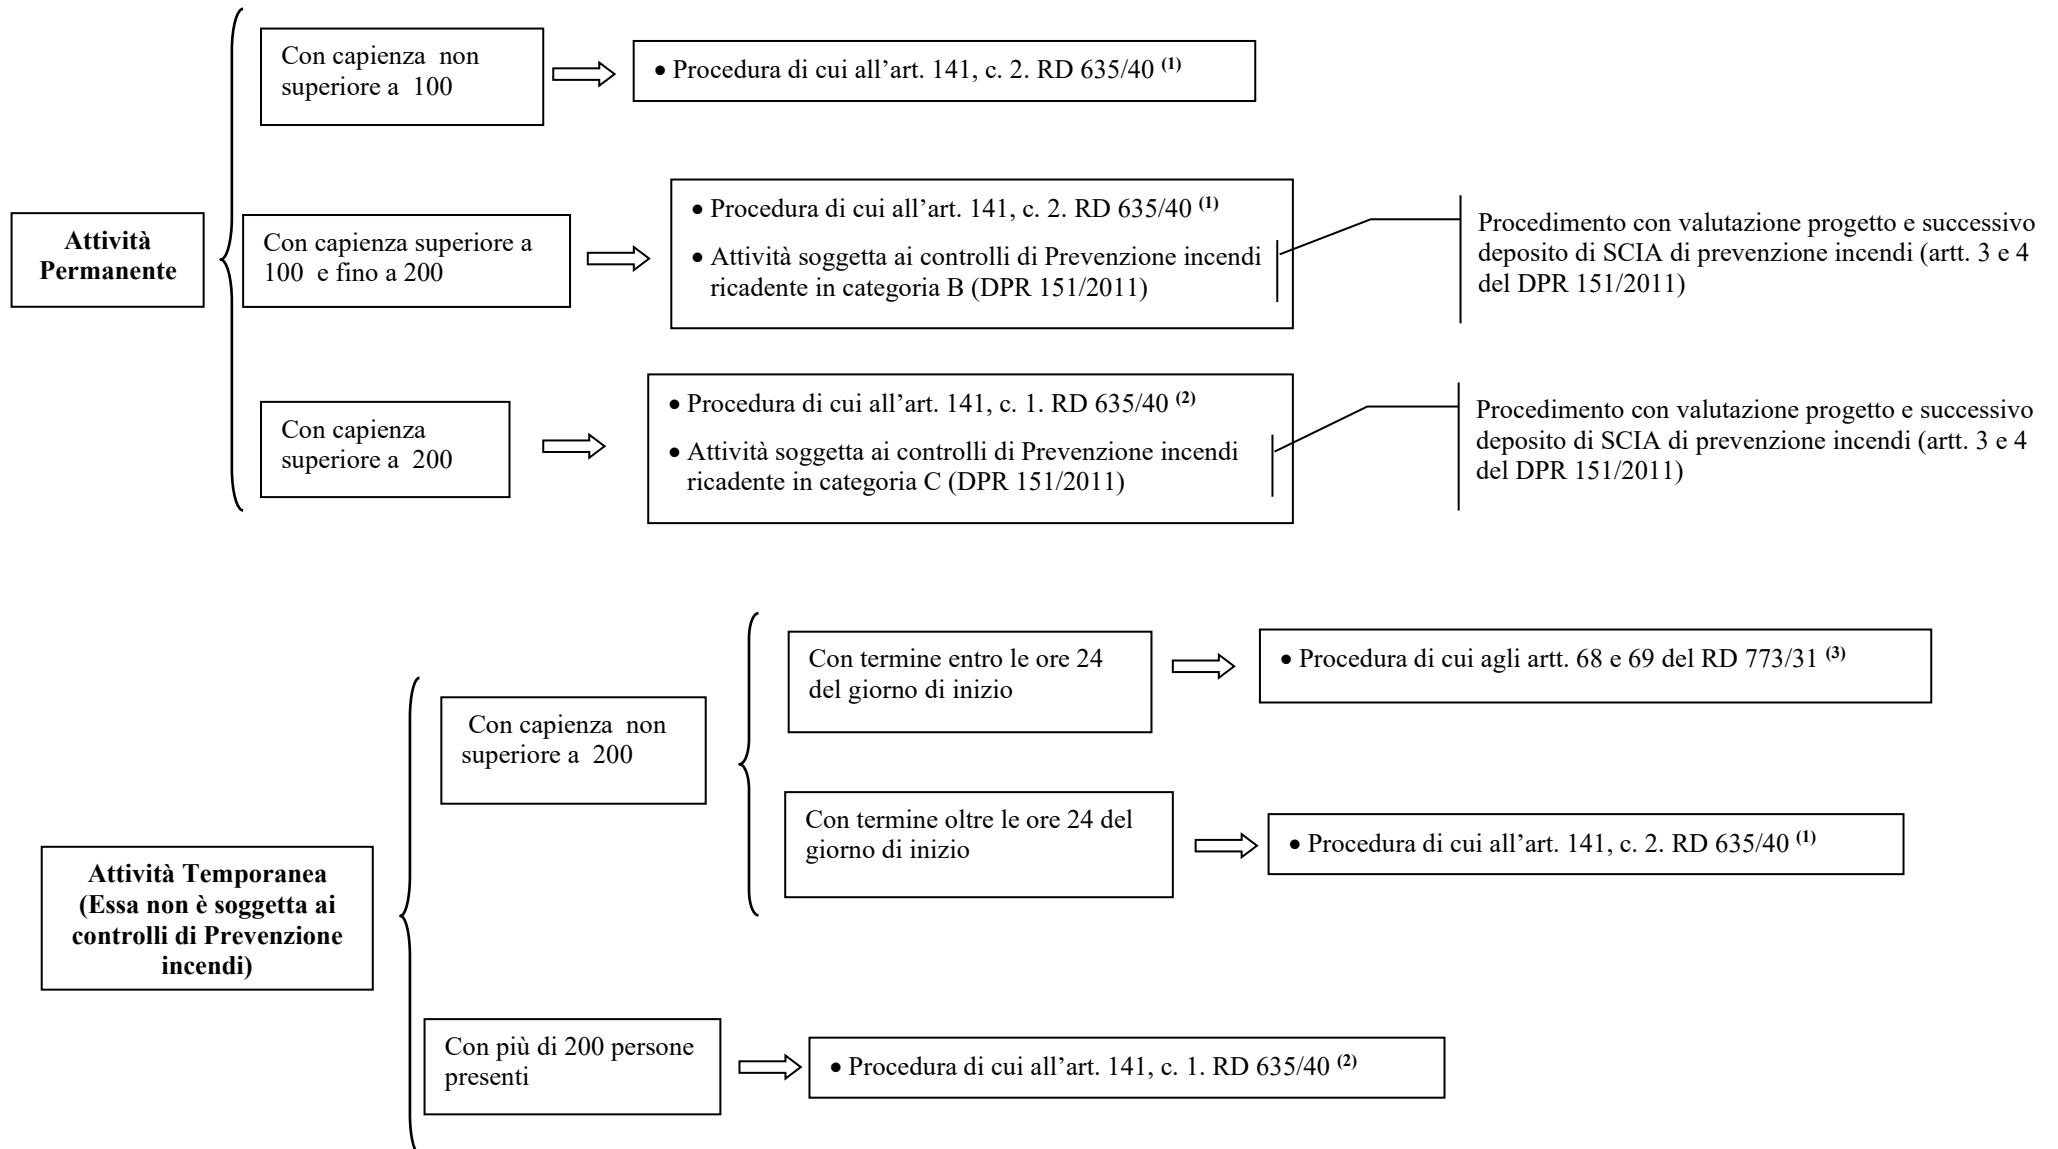 Con capienza non
superiore a 100
• Procedura di cui all’art. 141, c. 2. RD 635/40 (1)
Attività
Permanente
Con capienza superiore a
100 e fino a 200
• Procedura di cui all’art. 141, c. 2. RD 635/40 (1)
• Attività soggetta ai controlli di Prevenzione incendi
ricadente in categoria B (DPR 151/2011)
Procedimento con valutazione progetto e successivo
deposito di SCIA di prevenzione incendi (artt. 3 e 4
del DPR 151/2011)
Con capienza
superiore a 200
• Procedura di cui all’art. 141, c. 1. RD 635/40 (2)
• Attività soggetta ai controlli di Prevenzione incendi
ricadente in categoria C (DPR 151/2011)
Procedimento con valutazione progetto e successivo
deposito di SCIA di prevenzione incendi (artt. 3 e 4
del DPR 151/2011)
Attività Temporanea
(Essa non è soggetta ai
controlli di Prevenzione
incendi)
Con capienza non
superiore a 200
Con termine entro le ore 24
del giorno di inizio
• Procedura di cui agli artt. 68 e 69 del RD 773/31 (3)
Con termine oltre le ore 24 del
giorno di inizio
• Procedura di cui all’art. 141, c. 2. RD 635/40 (1)
Con più di 200 persone
presenti
• Procedura di cui all’art. 141, c. 1. RD 635/40 (2)